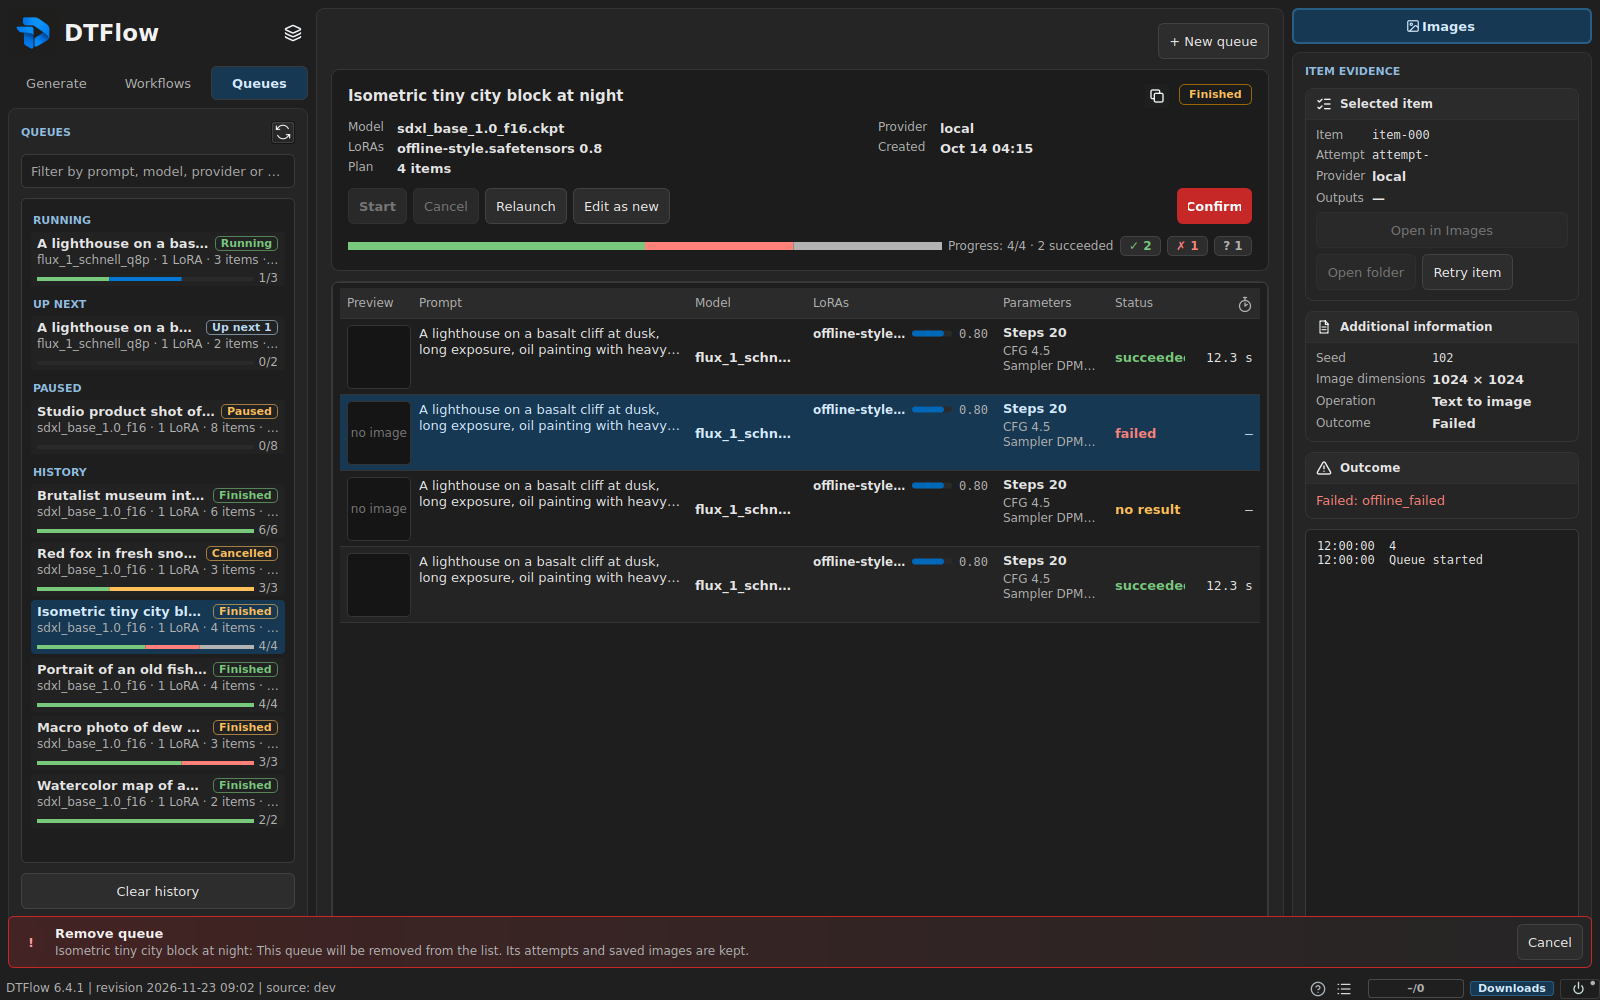 DTFlow
Generate
Workflows
Queues
QUEUES
Filter by prompt, model, provider or ...
RUNNING
A lighthouse on a bas... Running
flux_1_schnell_q8p · 1 LoRA · 3 items ·...
1/3
UP NEXT
A lighthouse on a b... Up next 1
flux_1_schnell_q8p · 1 LoRA · 2 items ·...
0/2
PAUSED
Studio product shot of... Paused
sdxl_base_1.0_f16 · 1 LoRA · 8 items · ...
0/8
HISTORY
Brutalist museum int... Finished
sdxl_base_1.0_f16 · 1 LoRA · 6 items · ...
6/6
Red fox in fresh sno... Cancelled
sdxl_base_1.0_f16 · 1 LoRA · 3 items · ...
3/3
Isometric tiny city bl... Finished
sdxl_base_1.0_f16 · 1 LoRA · 4 items · ...
4/4
Portrait of an old fish... Finished
sdxl_base_1.0_f16 · 1 LoRA · 4 items · ...
4/4
Macro photo of dew ... Finished
sdxl_base_1.0_f16 · 1 LoRA · 3 items · ...
3/3
Watercolor map of a... Finished
sdxl_base_1.0_f16 · 1 LoRA · 2 items · ...
2/2
Clear history
+ New queue
Isometric tiny city block at night
Finished
Model sdxl_base_1.0_f16.ckpt
Provider local
LoRAs offline-style.safetensors 0.8
Created Oct 14 04:15
Plan 4 items
Start Cancel Relaunch Edit as new
Confirm
Progress: 4/4 · 2 succeeded ✓ 2 ✗ 1 ? 1
Preview Prompt Model LoRAs Parameters Status
A lighthouse on a basalt cliff at dusk,
long exposure, oil painting with heavy...
flux_1_schn...
offline-style... 0.80
Steps 20
CFG 4.5
Sampler DPM...
succeeded
12.3 s
no image
A lighthouse on a basalt cliff at dusk,
long exposure, oil painting with heavy...
flux_1_schn...
offline-style... 0.80
Steps 20
CFG 4.5
Sampler DPM...
failed
–
no image
A lighthouse on a basalt cliff at dusk,
long exposure, oil painting with heavy...
flux_1_schn...
offline-style... 0.80
Steps 20
CFG 4.5
Sampler DPM...
no result
–
A lighthouse on a basalt cliff at dusk,
long exposure, oil painting with heavy...
flux_1_schn...
offline-style... 0.80
Steps 20
CFG 4.5
Sampler DPM...
succeeded
12.3 s
Images
ITEM EVIDENCE
Selected item
Item item-000
Attempt attempt-
Provider local
Outputs —
Open in Images
Open folder Retry item
Additional information
Seed 102
Image dimensions 1024 × 1024
Operation Text to image
Outcome Failed
Outcome
Failed: offline_failed
12:00:00 4
12:00:00 Queue started
! Remove queue
Isometric tiny city block at night: This queue will be removed from the list. Its attempts and saved images are kept.
Cancel
DTFlow 6.4.1 | revision 2026-11-23 09:02 | source: dev
–/0
Downloads